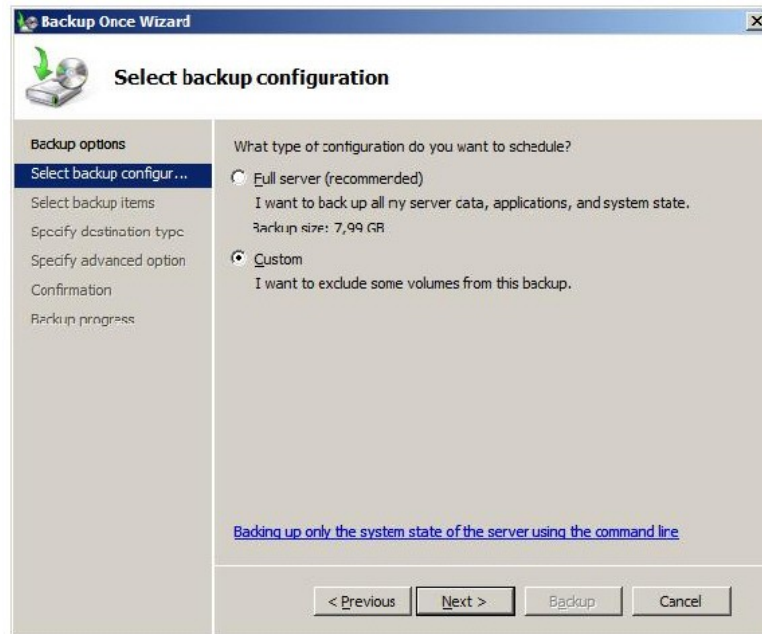 Backup Once Wizard
Select backup configuration
Backup options
Select backup configur...
Select backup items
Specify destination type
Specify advanced option
Confirmation
Backup progress
What type of configuration do you want to schedule?
Full server (recommended)
I want to back up all my server data, applications, and system state.
Backup size: 7,99 GB
Custom
I want to exclude some volumes from this backup.
Backing up only the system state of the server using the command line
< Previous
Next >
Backup
Cancel